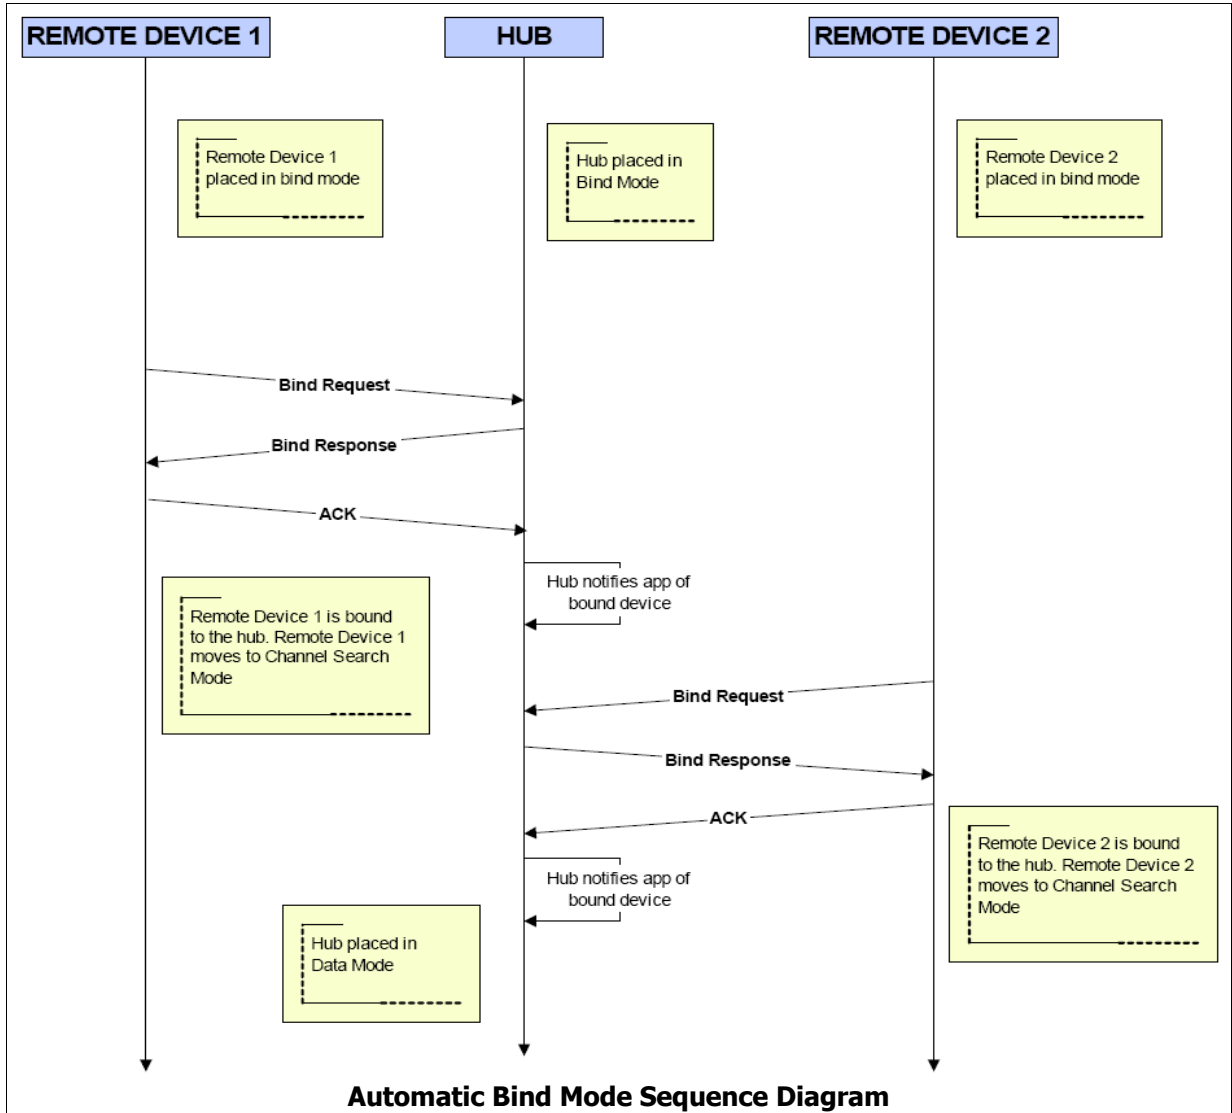 REMOTE DEVICE 1
HUB
REMOTE DEVICE 2
Remote Device 1
placed in bind mode
Hub placed in
Bind Mode
Remote Device 2
placed in bind mode
Bind Request
Bind Response
ACK
Hub notifies app of
bound device
Remote Device 1 is bound
to the hub. Remote Device 1
moves to Channel Search
Mode
Bind Request
Bind Response
ACK
Remote Device 2 is bound
to the hub. Remote Device 2
moves to Channel Search
Mode
Hub notifies app of
bound device
Hub placed in
Data Mode
Automatic Bind Mode Sequence Diagram